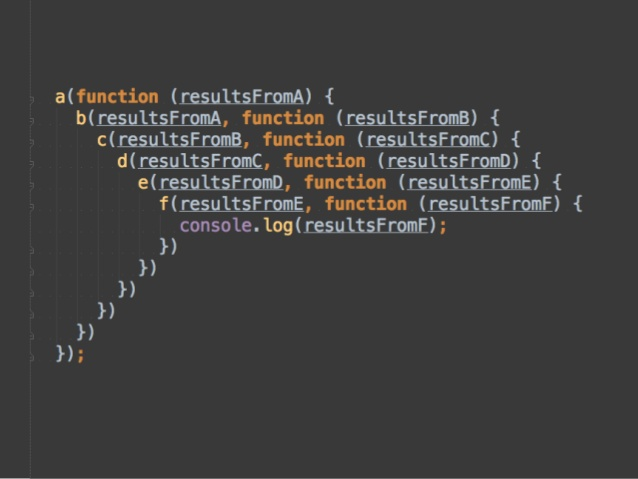 a(function (resultsFromA) {
  b(resultsFromA, function (resultsFromB) {
    c(resultsFromB, function (resultsFromC) {
      d(resultsFromC, function (resultsFromD) {
        e(resultsFromD, function (resultsFromE) {
          f(resultsFromE, function (resultsFromF) {
            console.log(resultsFromF);
          })
        })
      })
    })
  })
});